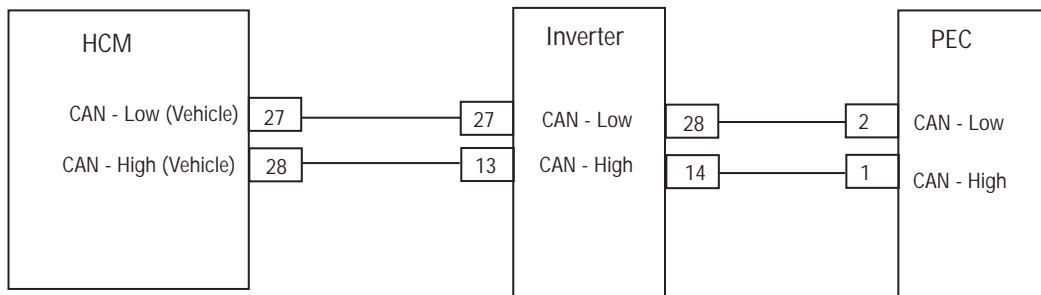 HCM
Inverter
PEC
CAN - Low (Vehicle)
27
27
CAN - Low
28
2
CAN - Low
CAN - High (Vehicle)
28
13
CAN - High
14
1
CAN - High